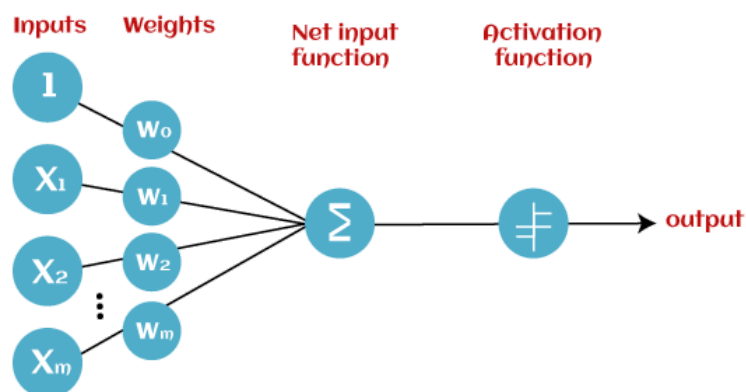 Inputs
Weights
Net input
function
Activation
function
1
W₀
X₁
W₁
Σ
output
X₂
W₂
Xₘ
Wₘ